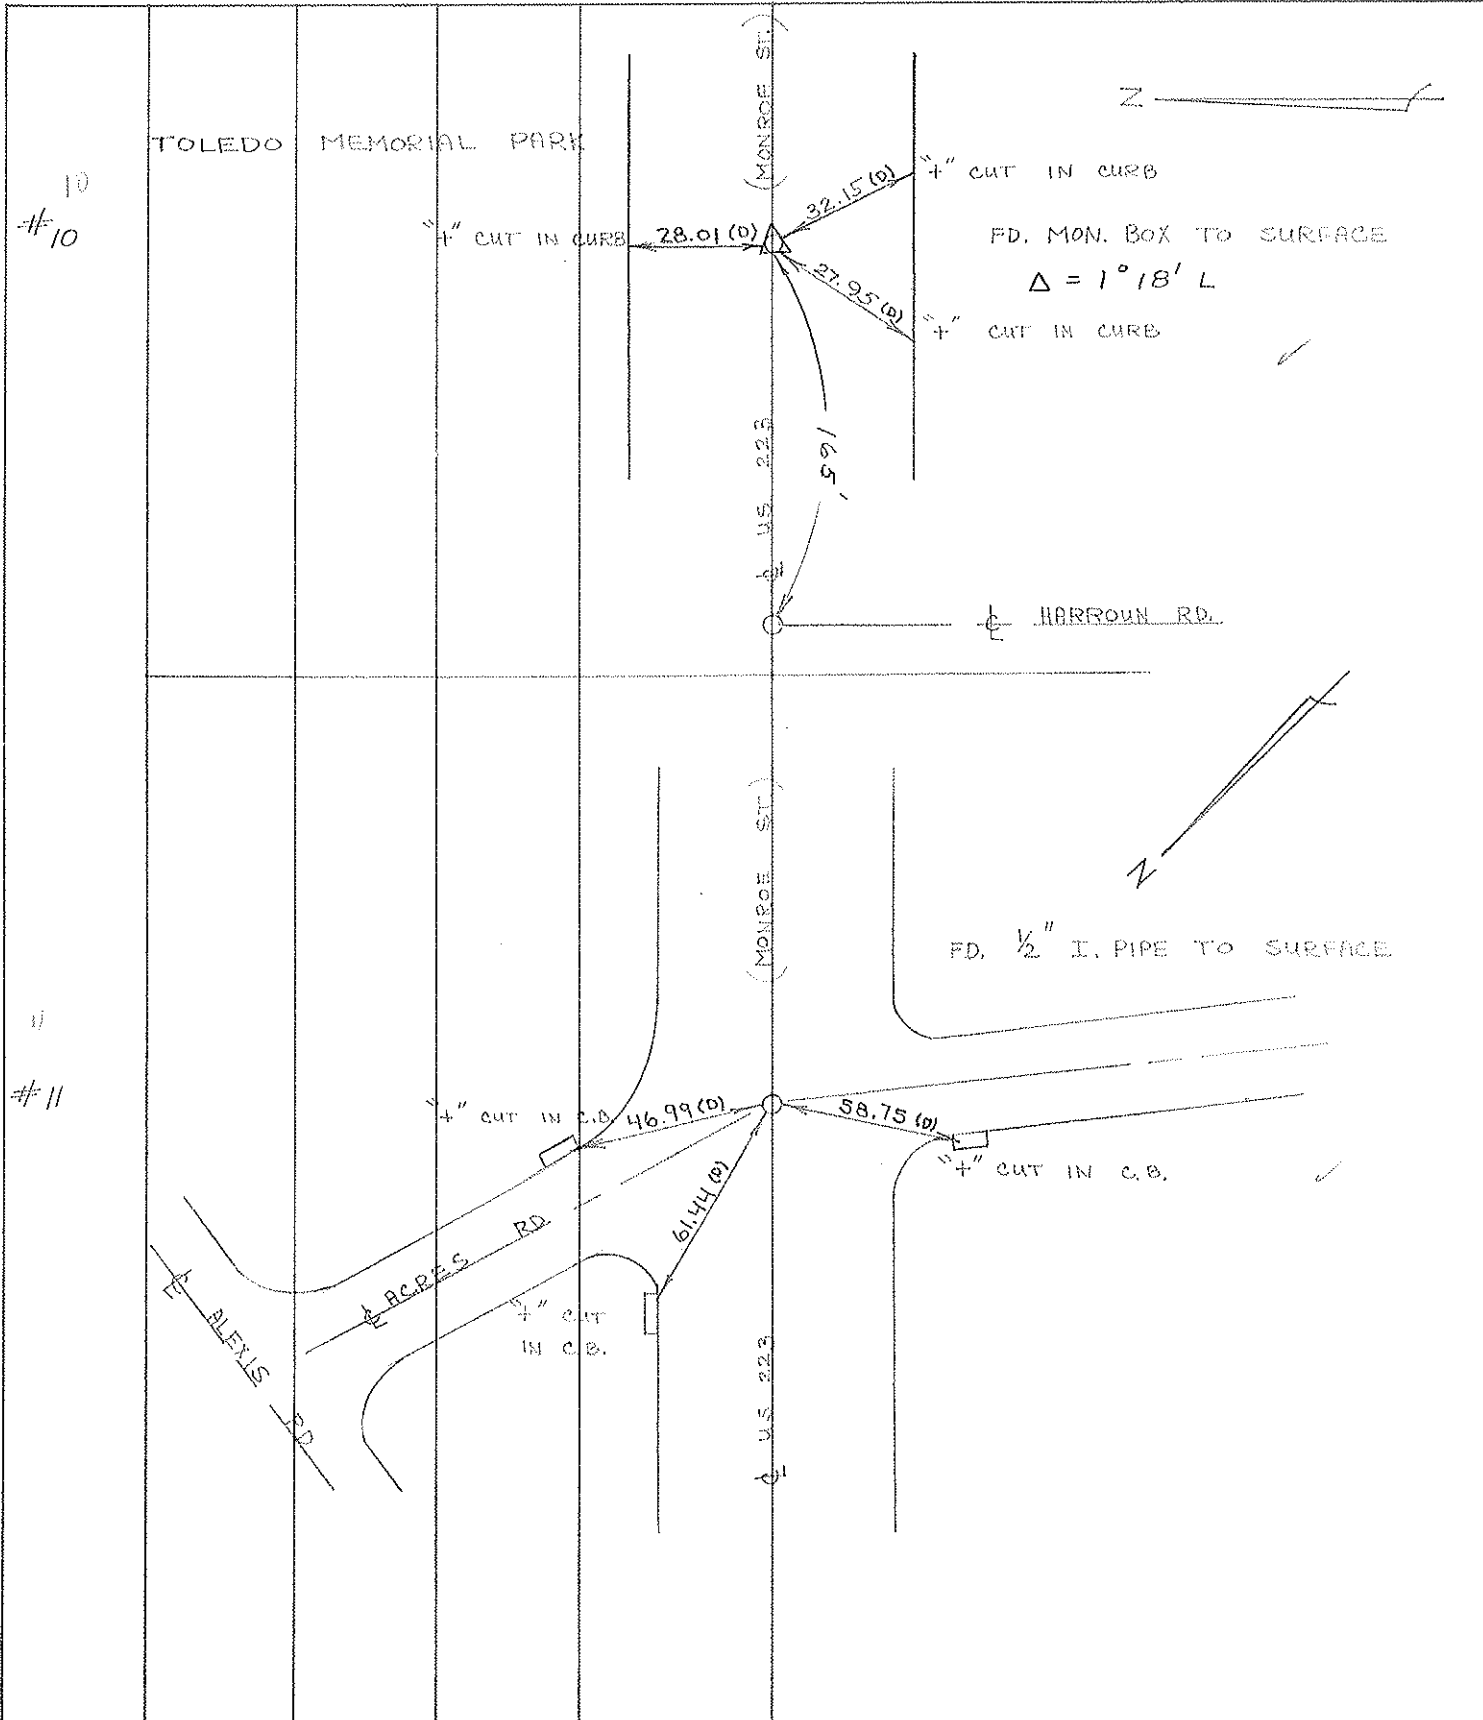 (MONROE ST.)
Z
TOLEDO MEMORIAL PARK
10
#10
"+" CUT IN CURB
28.01 (D)
32.15 (D)
"+" CUT IN CURB
FD. MON. BOX TO SURFACE
Δ = 1° 18' L
27.95 (D)
"+" CUT IN CURB
165'
℄ US 223
℄ HARROUN RD.
(MONROE ST)
N
FD. 1/2" I. PIPE TO SURFACE
11
#11
"+" CUT IN C.B.
46.99 (D)
58.75 (D)
"+" CUT IN C.B.
61.44 (D)
℄ ACRES RD.
"+" CUT
IN C.B.
℄ ALEXIS RD
℄ US 223